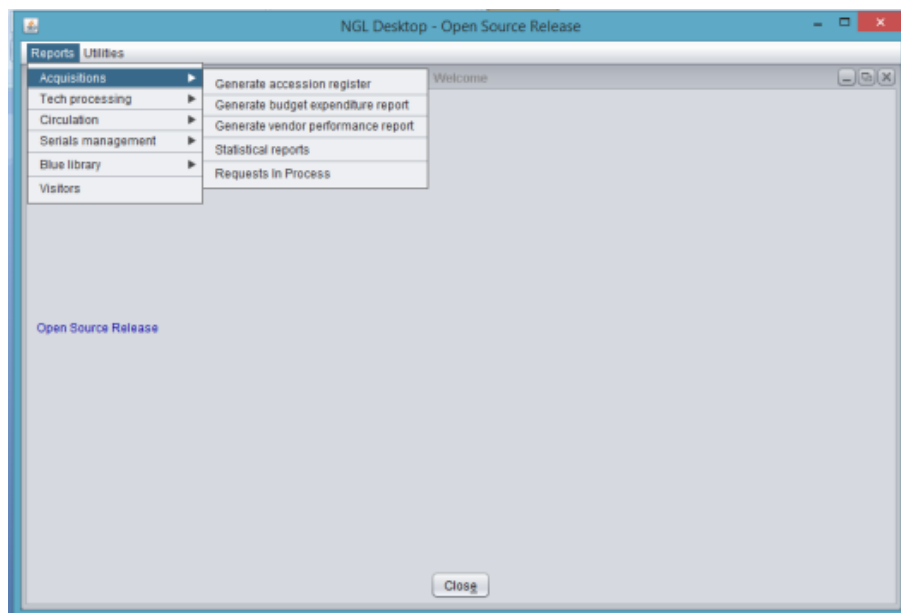 NGL Desktop - Open Source Release
Reports Utilities
Welcome
Acquisitions
Tech processing
Circulation
Serials management
Blue library
Visitors
Generate accession register
Generate budget expenditure report
Generate vendor performance report
Statistical reports
Requests In Process
Open Source Release
Close